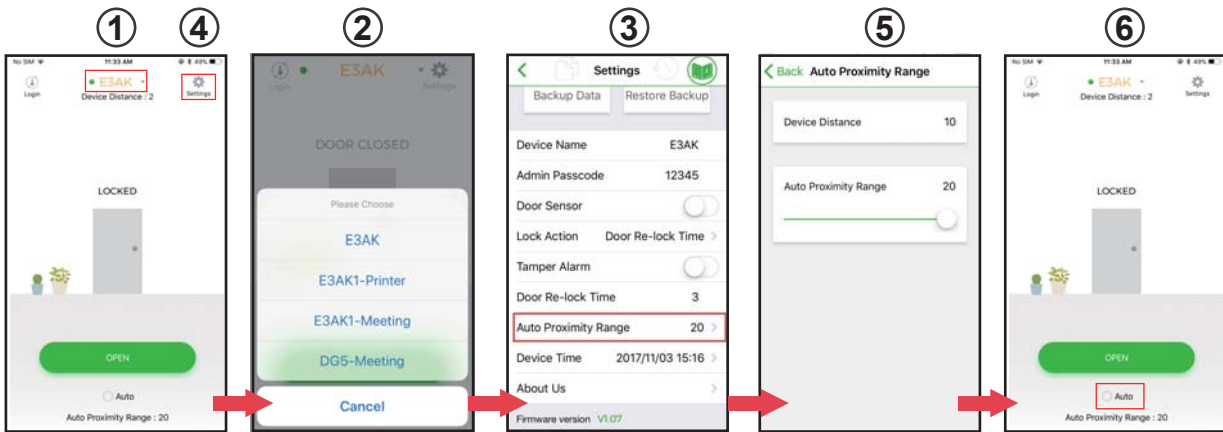 ①
④
②
③
⑤
⑥
No SIM
11:33 AM
49%
Login
E3AK
Settings
Device Distance : 2
LOCKED
OPEN
Auto
Auto Proximity Range : 20
E3AK
Login
Settings
DOOR CLOSED
Please Choose
E3AK
E3AK1-Printer
E3AK1-Meeting
DG5-Meeting
Cancel
Settings
Backup Data Restore Backup
Device Name E3AK
Admin Passcode 12345
Door Sensor
Lock Action Door Re-lock Time >
Tamper Alarm
Door Re-lock Time 3
Auto Proximity Range 20 >
Device Time 2017/11/03 15:16 >
About Us >
Firmware version V1.07
< Back Auto Proximity Range
Device Distance 10
Auto Proximity Range 20
No SIM
11:33 AM
49%
Login
E3AK
Settings
Device Distance : 2
LOCKED
OPEN
Auto
Auto Proximity Range : 20